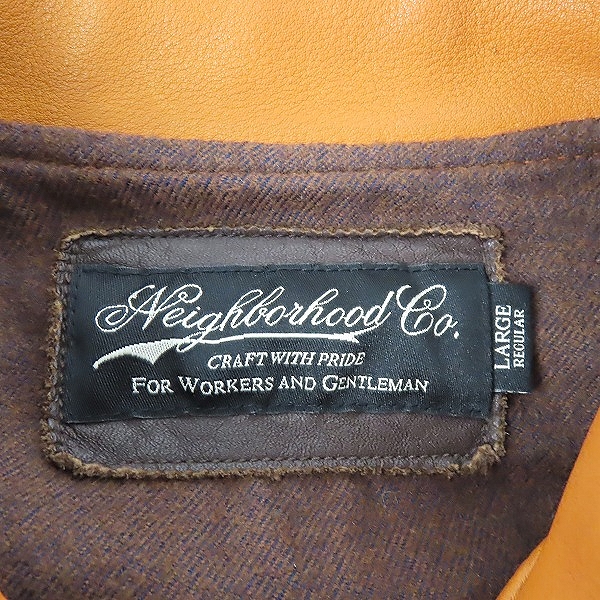 Neighborhood Co.
CRAFT WITH PRIDE
FOR WORKERS AND GENTLEMAN
LARGE
REGULAR